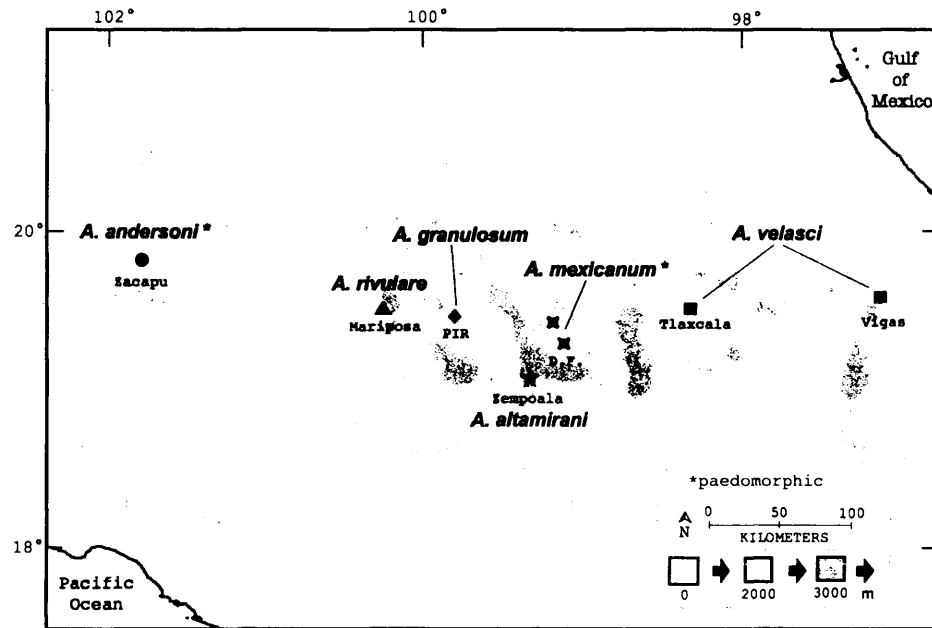 102°
100°
98°
Gulf
of
Mexico
20°
A. andersoni *
A. granulosum
A. velasci
A. mexicanum *
Zacapu
A. rivulare
Mariposa
PIR
Tlaxcala
Vigas
D.F.
Zempoala
A. altamirani
*paedomorphic
0 50 100
N
KILOMETERS
18°
Pacific
Ocean
0 2000 3000 m